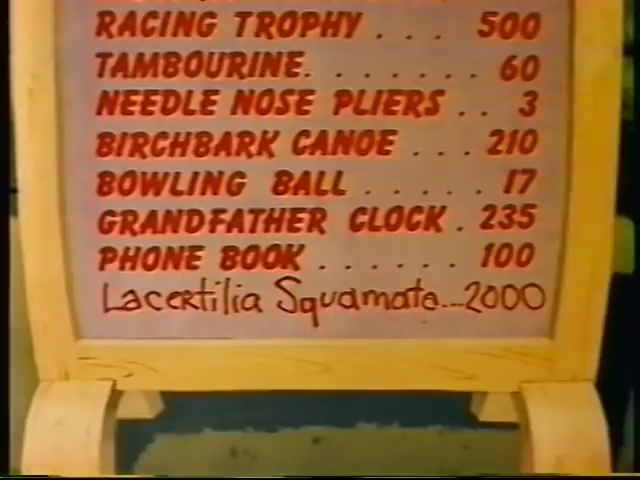 RACING TROPHY . . . 500
TAMBOURINE. . . . . . . . 60
NEEDLE NOSE PLIERS . . 3
BIRCHBARK CANOE . . . 210
BOWLING BALL . . . . . 17
GRANDFATHER CLOCK . 235
PHONE BOOK . . . . . . 100
Lacertilia Squamata...2000